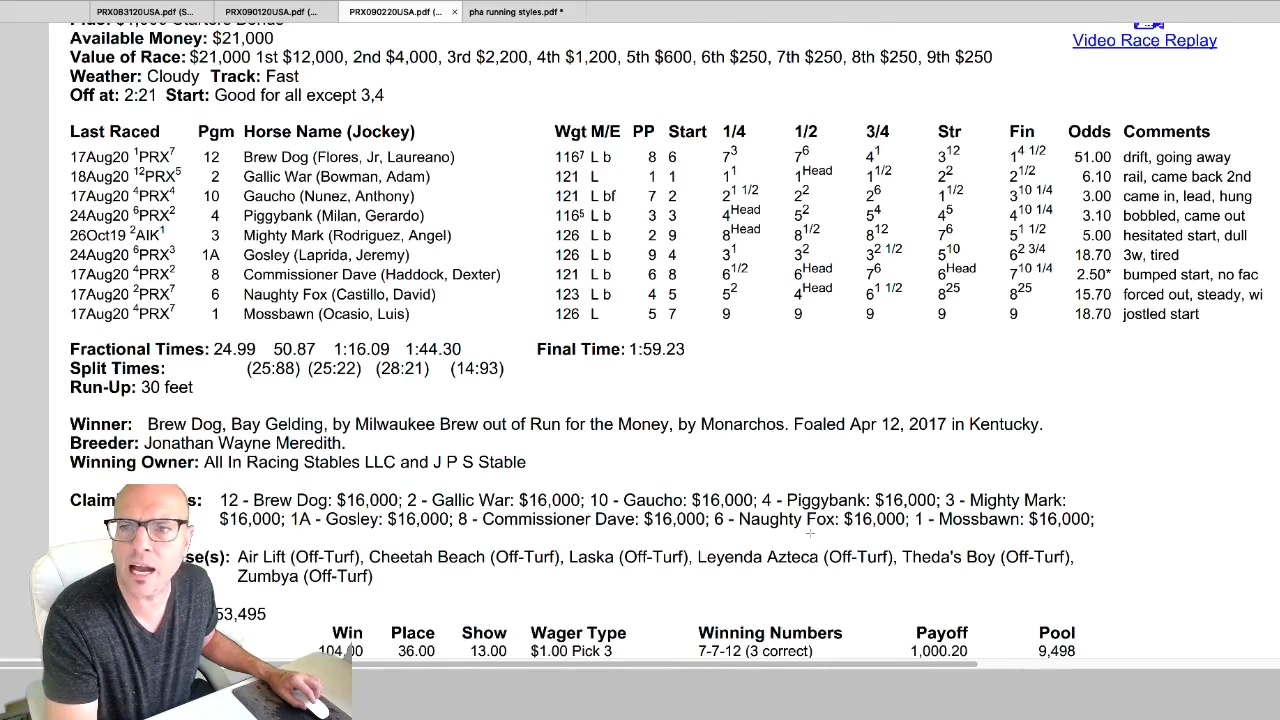 PRX083120USA.pdf (S... PRX090120USA.pdf (... PRX090220USA.pdf (... × pha running styles.pdf *
Available Money: $21,000
Value of Race: $21,000 1st $12,000, 2nd $4,000, 3rd $2,200, 4th $1,200, 5th $600, 6th $250, 7th $250, 8th $250, 9th $250
Video Race Replay
Weather: Cloudy Track: Fast
Off at: 2:21 Start: Good for all except 3,4
Last Raced Pgm Horse Name (Jockey) Wgt M/E PP Start 1/4 1/2 3/4 Str Fin Odds Comments
17Aug20 1PRX7 12 Brew Dog (Flores, Jr, Laureano) 1167 L b 8 6 73 76 41 312 14 1/2 51.00 drift, going away
18Aug20 12PRX5 2 Gallic War (Bowman, Adam) 121 L 1 1 11 1Head 11/2 22 21/2 6.10 rail, came back 2nd
17Aug20 4PRX4 10 Gaucho (Nunez, Anthony) 121 L bf 7 2 21 1/2 22 26 11/2 310 1/4 3.00 came in, lead, hung
24Aug20 6PRX2 4 Piggybank (Milan, Gerardo) 1165 L b 3 3 4Head 52 54 45 410 1/4 3.10 bobbled, came out
26Oct19 2AIK1 3 Mighty Mark (Rodriguez, Angel) 126 L b 2 9 8Head 81/2 812 76 51 1/2 5.00 hesitated start, dull
24Aug20 6PRX3 1A Gosley (Laprida, Jeremy) 126 L b 9 4 31 32 32 1/2 510 62 3/4 18.70 3w, tired
17Aug20 4PRX2 8 Commissioner Dave (Haddock, Dexter) 121 L b 6 8 61/2 6Head 76 6Head 710 1/4 2.50* bumped start, no fac
17Aug20 2PRX7 6 Naughty Fox (Castillo, David) 123 L b 4 5 52 4Head 61 1/2 825 825 15.70 forced out, steady, wi
17Aug20 4PRX7 1 Mossbawn (Ocasio, Luis) 126 L 5 7 9 9 9 9 9 18.70 jostled start
Fractional Times: 24.99 50.87 1:16.09 1:44.30 Final Time: 1:59.23
Split Times: (25:88) (25:22) (28:21) (14:93)
Run-Up: 30 feet
Winner: Brew Dog, Bay Gelding, by Milwaukee Brew out of Run for the Money, by Monarchos. Foaled Apr 12, 2017 in Kentucky.
Breeder: Jonathan Wayne Meredith.
Winning Owner: All In Racing Stables LLC and J P S Stable
12 - Brew Dog: $16,000; 2 - Gallic War: $16,000; 10 - Gaucho: $16,000; 4 - Piggybank: $16,000; 3 - Mighty Mark:
$16,000; 1A - Gosley: $16,000; 8 - Commissioner Dave: $16,000; 6 - Naughty Fox: $16,000; 1 - Mossbawn: $16,000;
Air Lift (Off-Turf), Cheetah Beach (Off-Turf), Laska (Off-Turf), Leyenda Azteca (Off-Turf), Theda's Boy (Off-Turf),
Zumbya (Off-Turf)
53,495
Win Place Show Wager Type Winning Numbers Payoff Pool
104.00 36.00 13.00 $1.00 Pick 3 7-7-12 (3 correct) 1,000.20 9,498